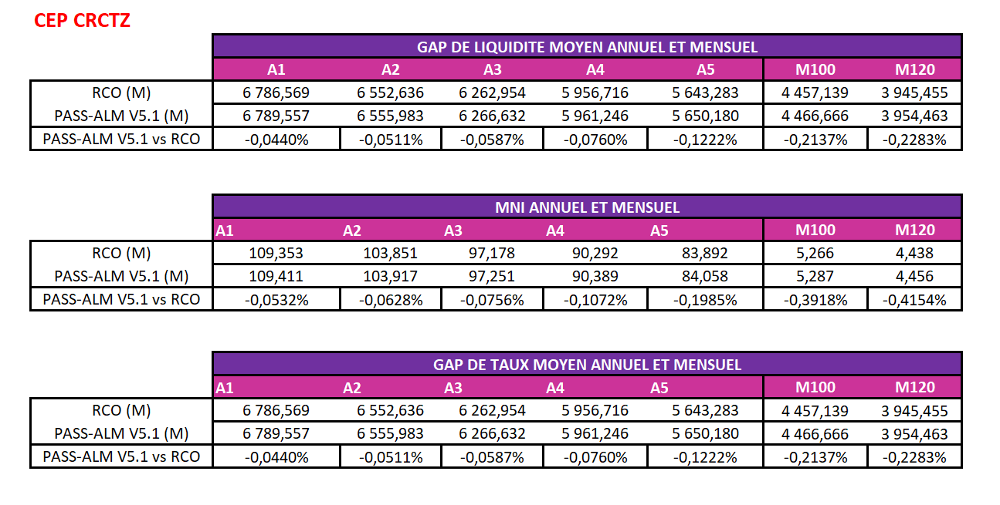 CEP CRCTZ
GAP DE LIQUIDITE MOYEN ANNUEL ET MENSUEL
A1 A2 A3 A4 A5 M100 M120
RCO (M) 6 786,569 6 552,636 6 262,954 5 956,716 5 643,283 4 457,139 3 945,455
PASS-ALM V5.1 (M) 6 789,557 6 555,983 6 266,632 5 961,246 5 650,180 4 466,666 3 954,463
PASS-ALM V5.1 vs RCO -0,0440% -0,0511% -0,0587% -0,0760% -0,1222% -0,2137% -0,2283%
MNI ANNUEL ET MENSUEL
A1 A2 A3 A4 A5 M100 M120
RCO (M) 109,353 103,851 97,178 90,292 83,892 5,266 4,438
PASS-ALM V5.1 (M) 109,411 103,917 97,251 90,389 84,058 5,287 4,456
PASS-ALM V5.1 vs RCO -0,0532% -0,0628% -0,0756% -0,1072% -0,1985% -0,3918% -0,4154%
GAP DE TAUX MOYEN ANNUEL ET MENSUEL
A1 A2 A3 A4 A5 M100 M120
RCO (M) 6 786,569 6 552,636 6 262,954 5 956,716 5 643,283 4 457,139 3 945,455
PASS-ALM V5.1 (M) 6 789,557 6 555,983 6 266,632 5 961,246 5 650,180 4 466,666 3 954,463
PASS-ALM V5.1 vs RCO -0,0440% -0,0511% -0,0587% -0,0760% -0,1222% -0,2137% -0,2283%